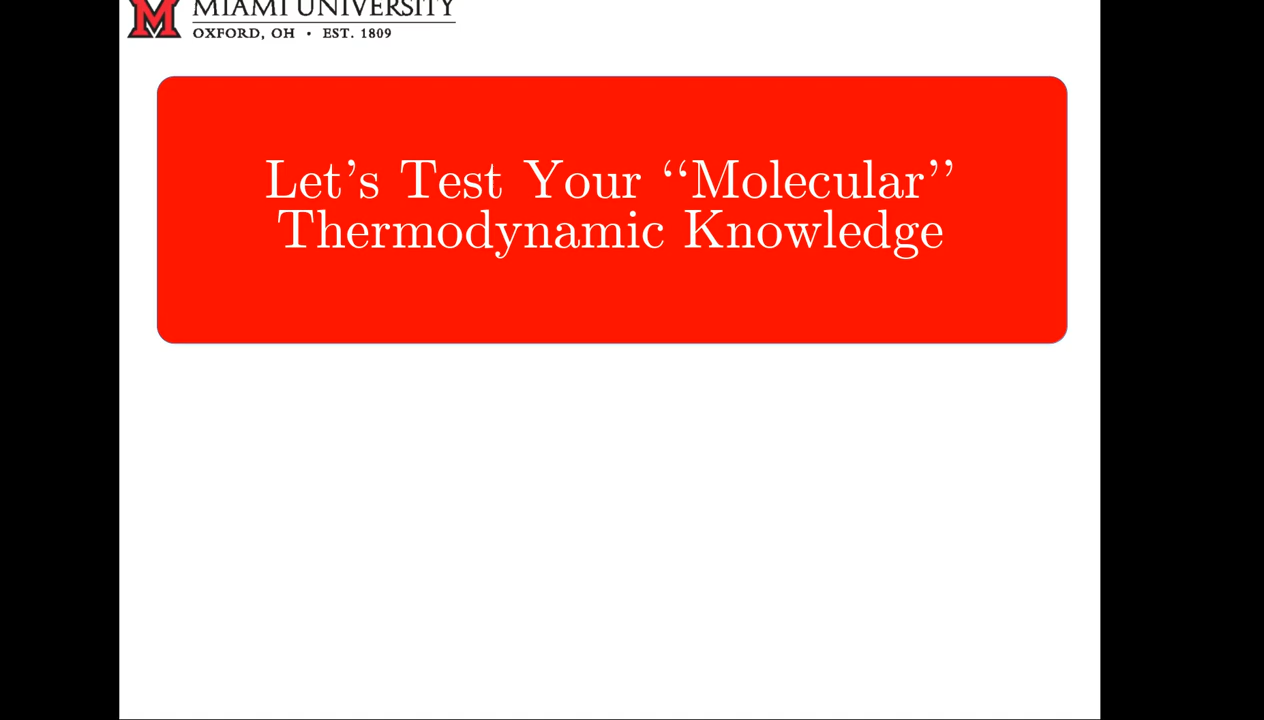 MIAMI UNIVERSITY
OXFORD, OH • EST. 1809
Let's Test Your “Molecular”
Thermodynamic Knowledge